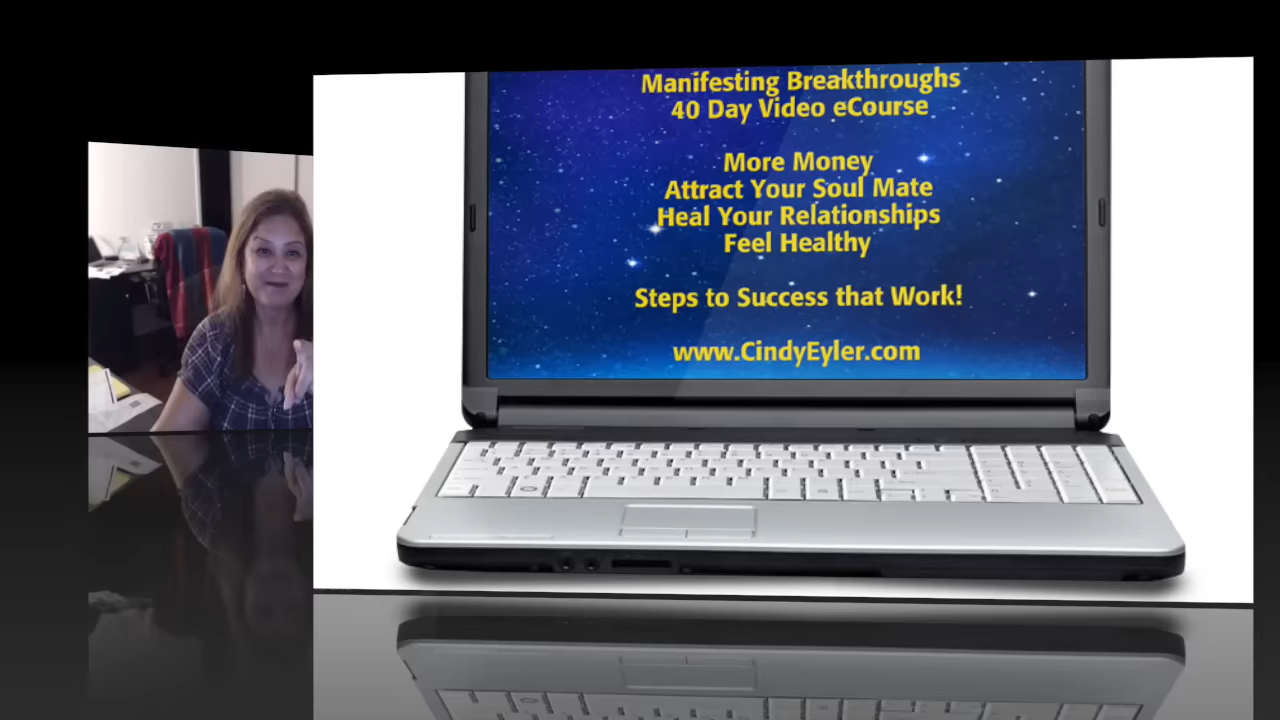 Manifesting Breakthroughs
40 Day Video eCourse
More Money
Attract Your Soul Mate
Heal Your Relationships
Feel Healthy
Steps to Success that Work!
www.CindyEyler.com